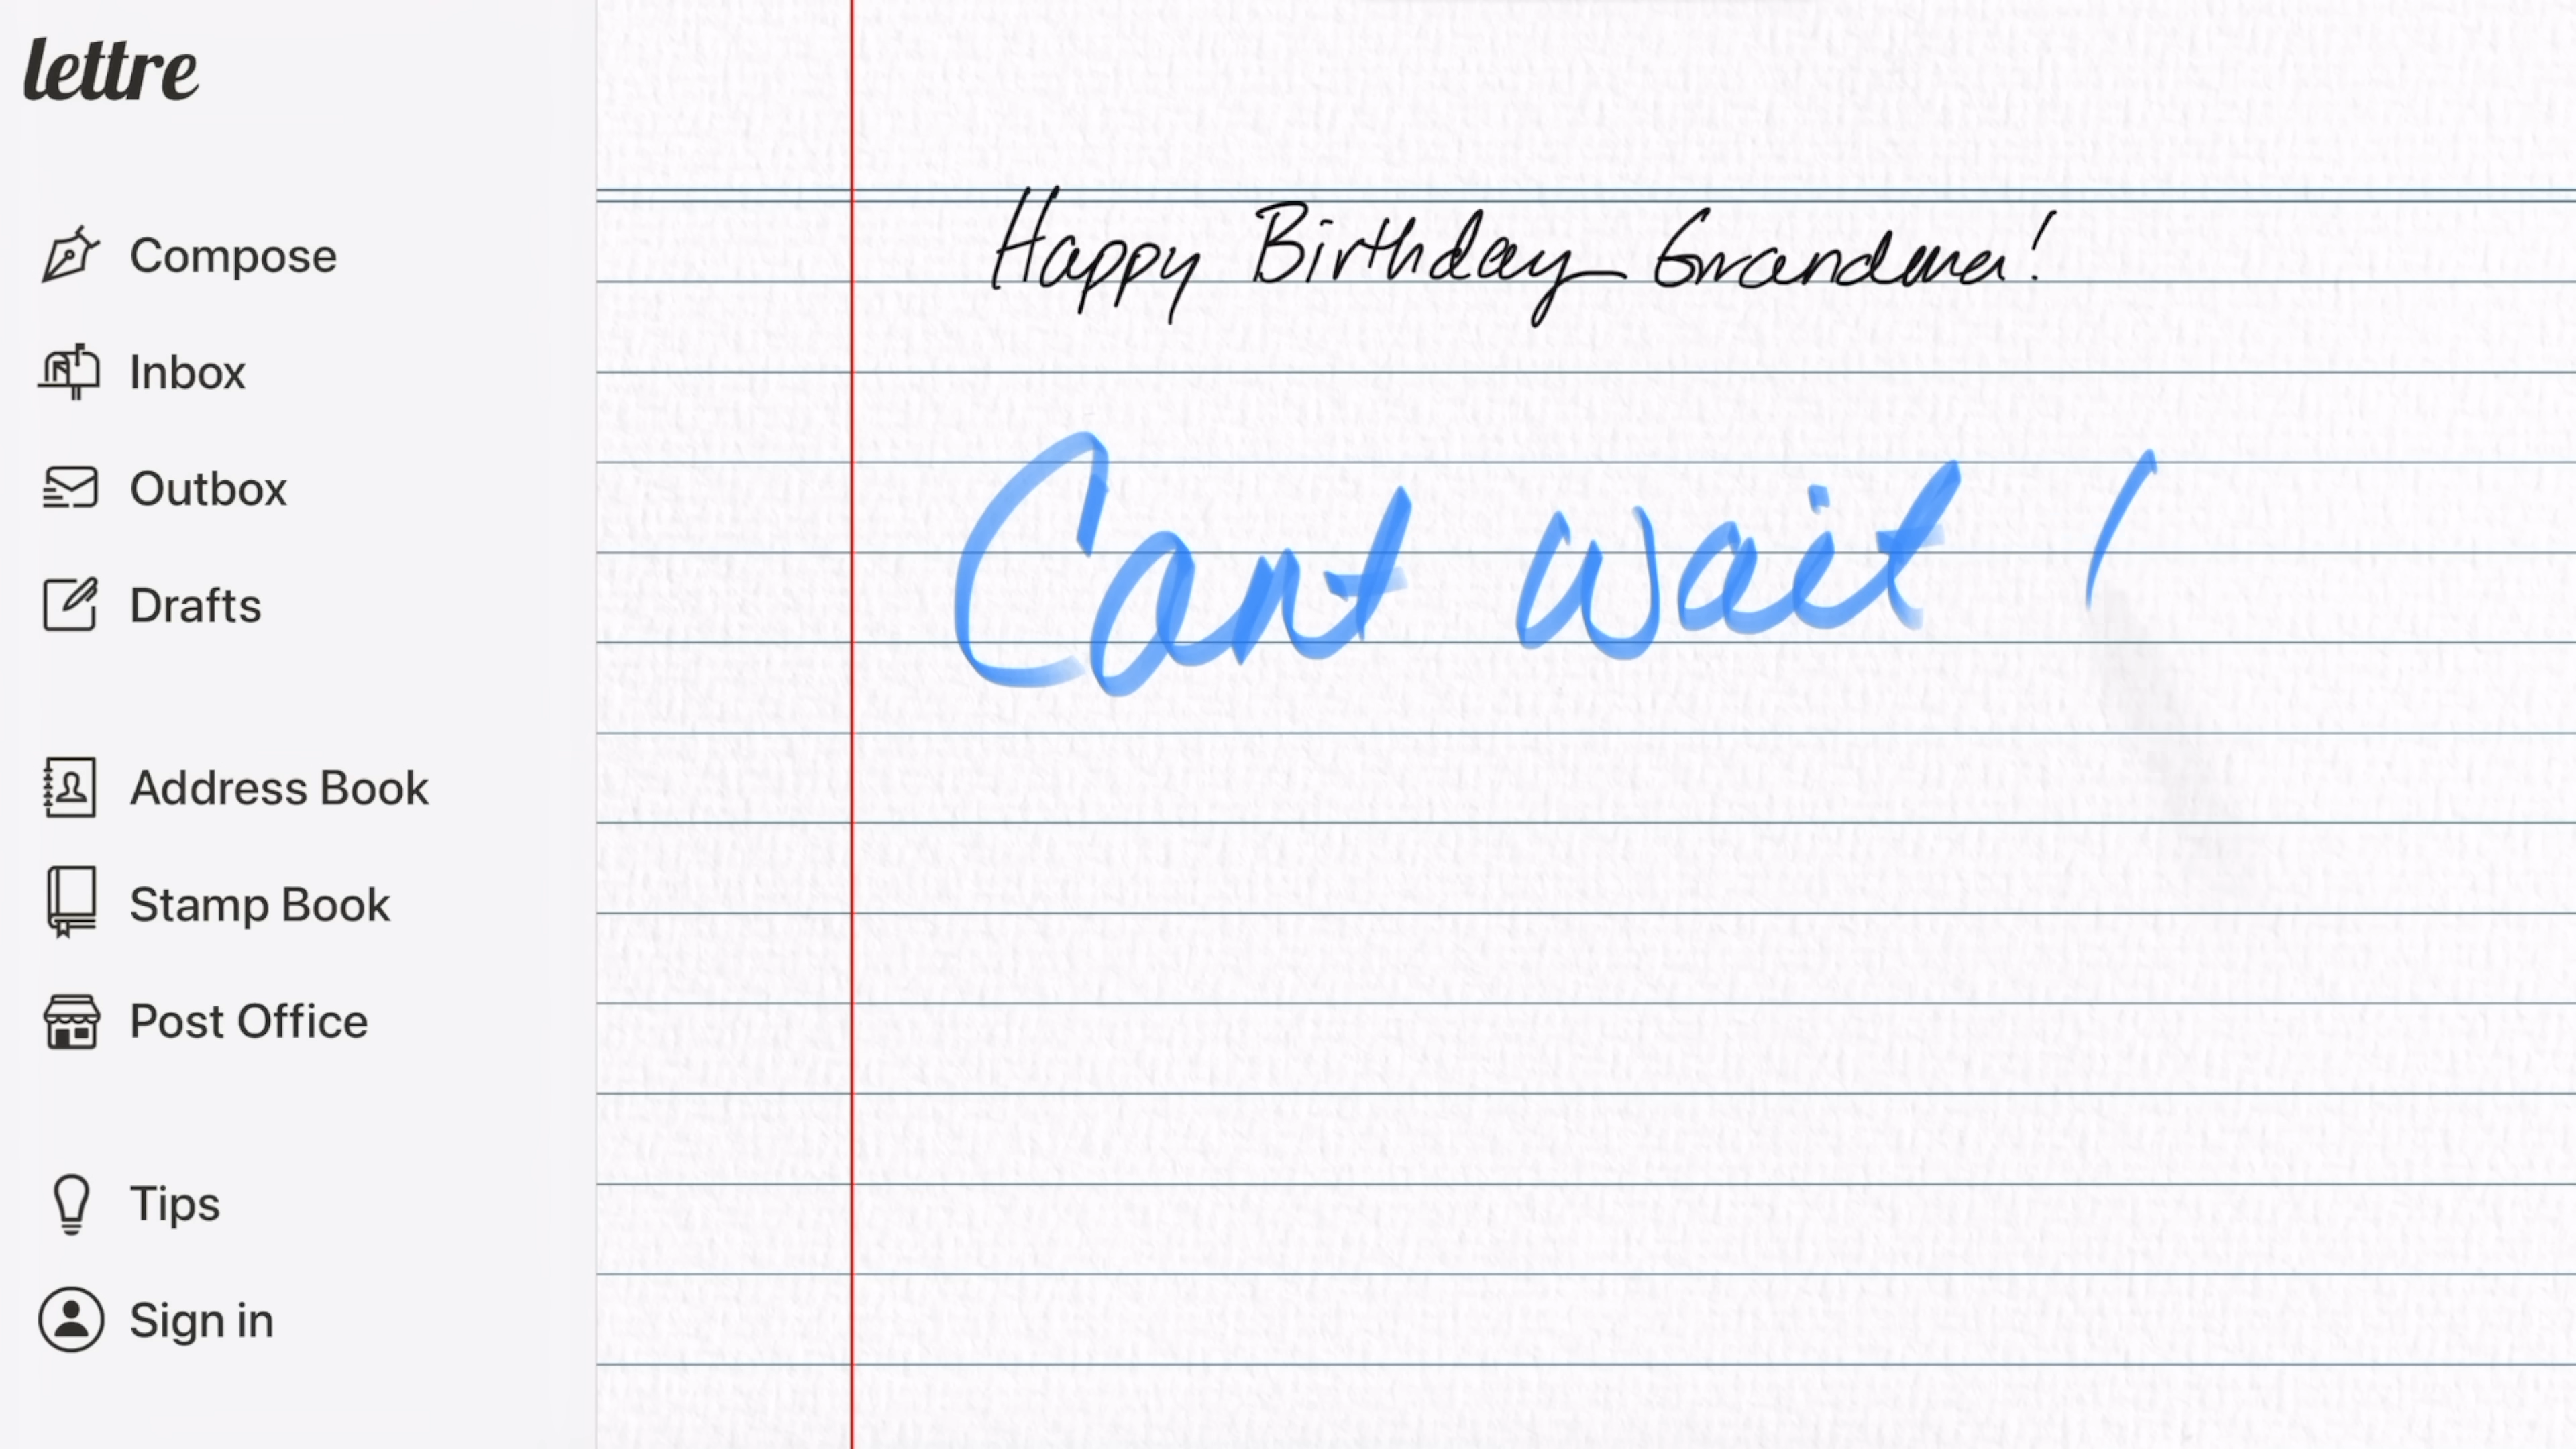 lettre
Compose
Inbox
Outbox
Drafts
Address Book
Stamp Book
Post Office
Tips
Sign in
Happy Birthday Grandma!
Cant wait !